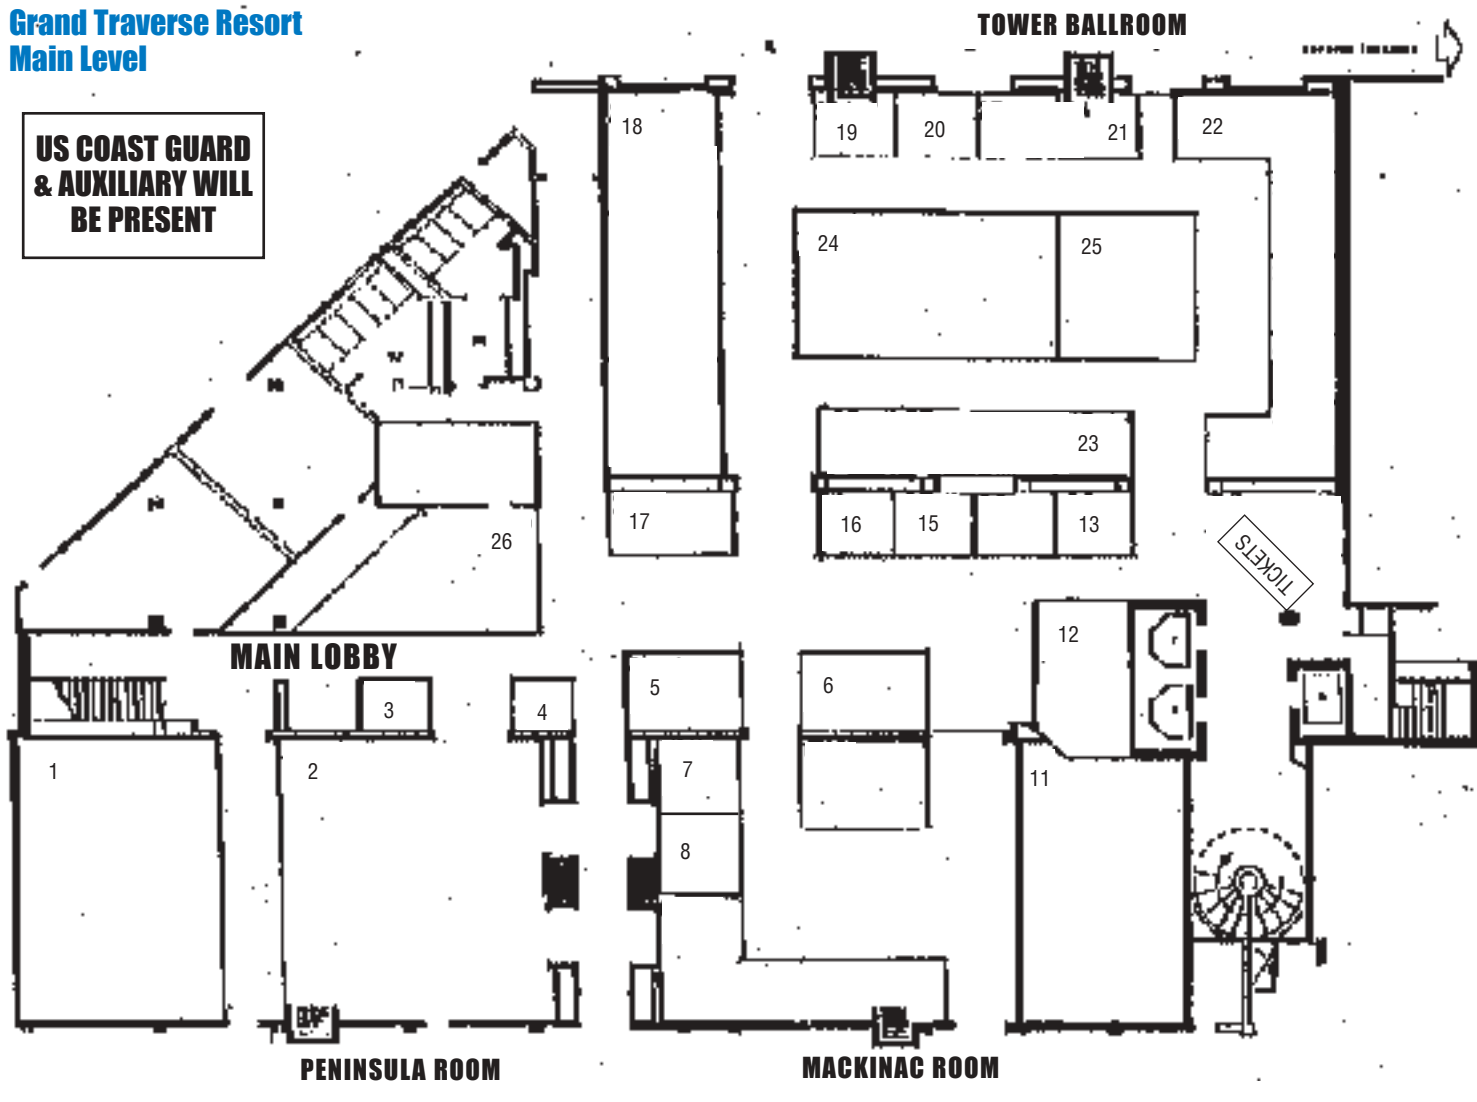 Grand Traverse Resort
Main Level
TOWER BALLROOM
US COAST GUARD
& AUXILIARY WILL
BE PRESENT
18
19
20
21
22
24
25
23
17
16
15
13
26
TICKETS
12
MAIN LOBBY
3
4
5
6
1
2
7
11
8
PENINSULA ROOM
MACKINAC ROOM